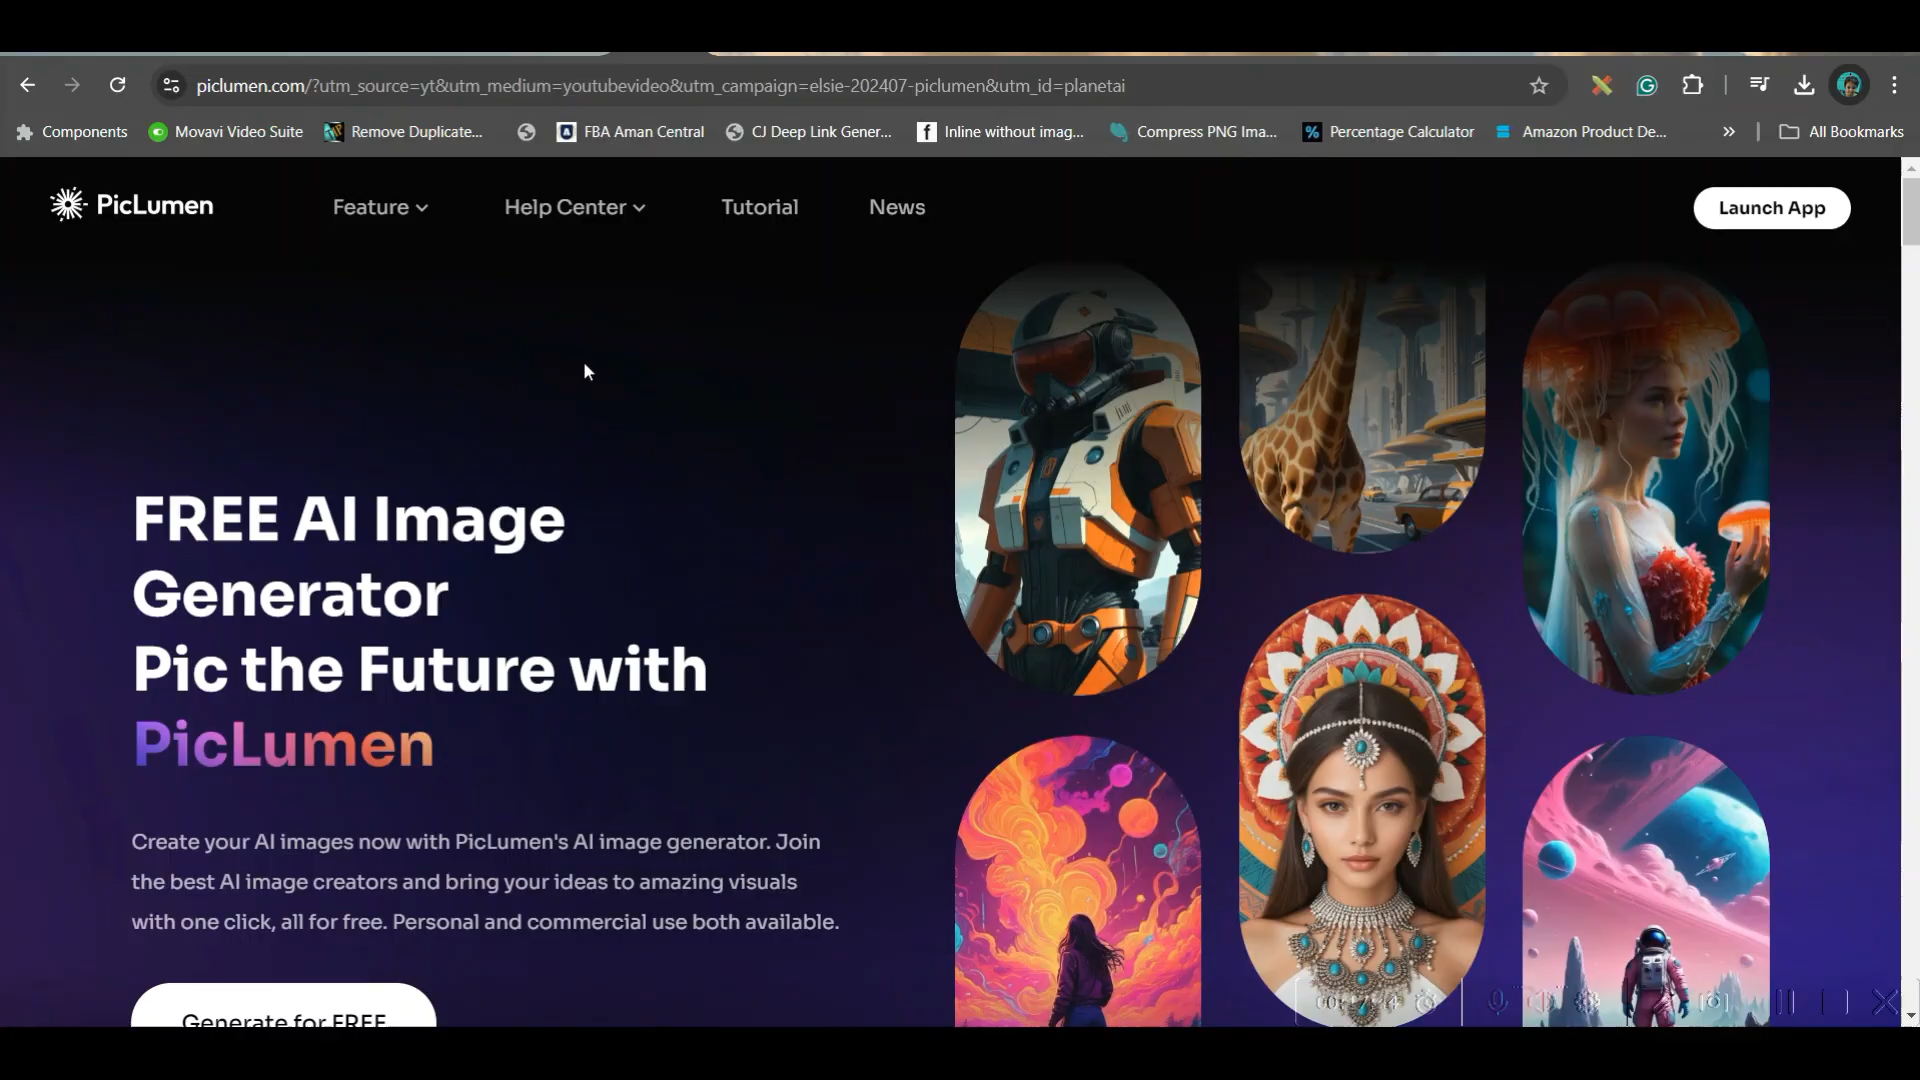 piclumen.com/?utm_source=yt&utm_medium=youtubevideo&utm_campaign=elsie-202407-piclumen&utm_id=planetai
Components Movavi Video Suite Remove Duplicate... FBA Aman Central CJ Deep Link Gener... Inline without imag... Compress PNG Ima... Percentage Calculator Amazon Product De... » All Bookmarks
PicLumen Feature Help Center Tutorial News Launch App
FREE AI Image
Generator
Pic the Future with
PicLumen
Create your AI images now with PicLumen's AI image generator. Join
the best AI image creators and bring your ideas to amazing visuals
with one click, all for free. Personal and commercial use both available.
Generate for FREE